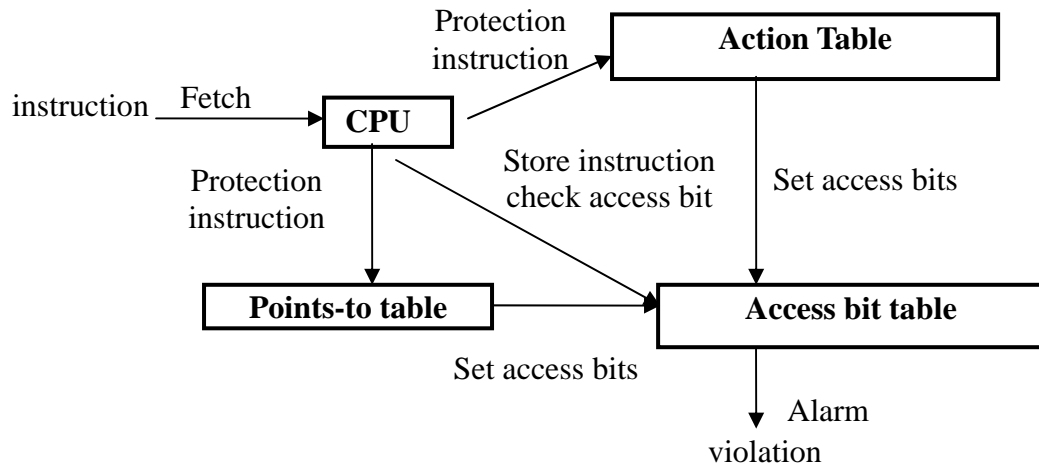 Protection
instruction
Action Table
instruction
Fetch
CPU
Protection
instruction
Store instruction
check access bit
Set access bits
Points-to table
Access bit table
Set access bits
Alarm
violation